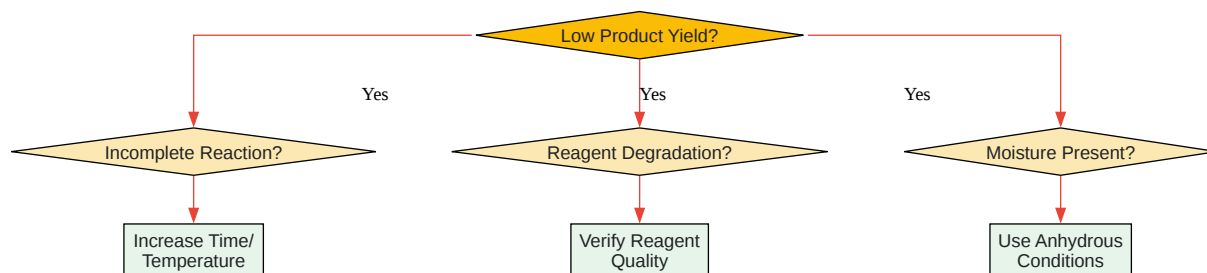 Low Product Yield?
Yes
Yes
Yes
Incomplete Reaction?
Reagent Degradation?
Moisture Present?
Increase Time/
Temperature
Verify Reagent
Quality
Use Anhydrous
Conditions